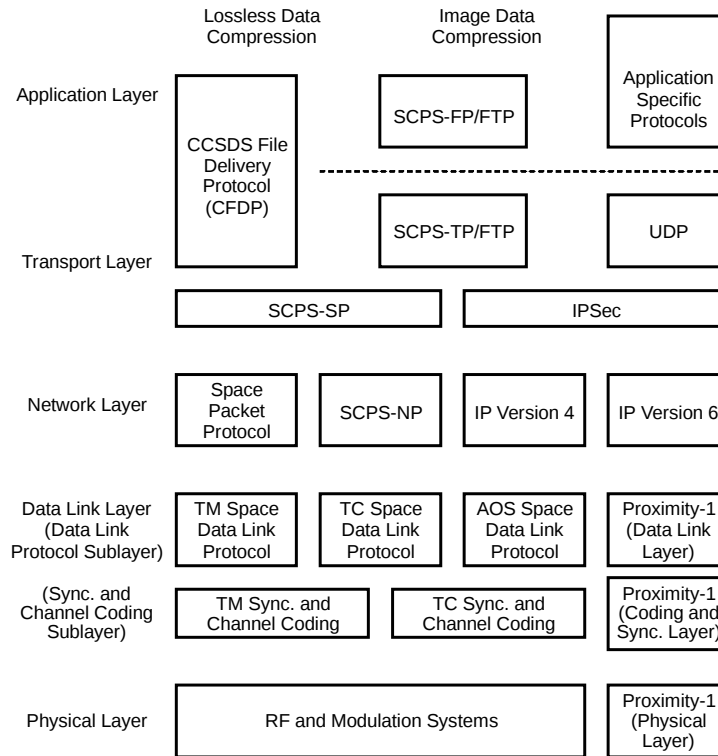 Lossless Data
Compression
Image Data
Compression
Application Layer
Application
Specific
Protocols
SCPS-FP/FTP
CCSDS File
Delivery
Protocol
(CFDP)
SCPS-TP/FTP
UDP
Transport Layer
SCPS-SP
IPSec
Network Layer
Space
Packet
Protocol
SCPS-NP
IP Version 4
IP Version 6
Data Link Layer
(Data Link
Protocol Sublayer)
TM Space
Data Link
Protocol
TC Space
Data Link
Protocol
AOS Space
Data Link
Protocol
Proximity-1
(Data Link
Layer)
(Sync. and
Channel Coding
Sublayer)
TM Sync. and
Channel Coding
TC Sync. and
Channel Coding
Proximity-1
(Coding and
Sync. Layer)
Physical Layer
RF and Modulation Systems
Proximity-1
(Physical
Layer)